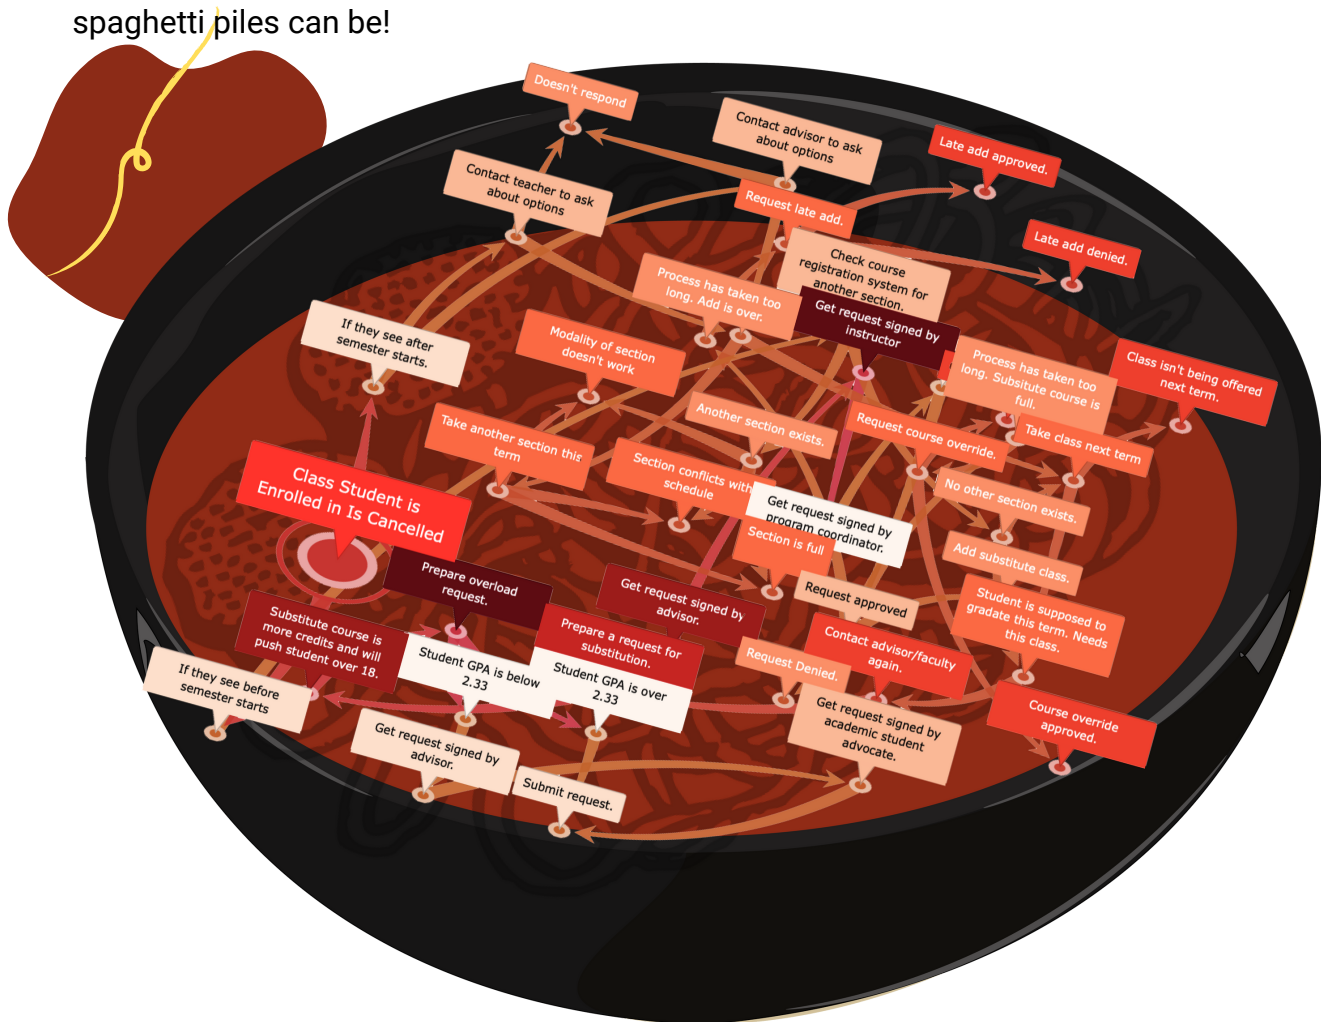 spaghetti piles can be!
Doesn't respond
Contact advisor to ask
about options
Late add approved.
Contact teacher to ask
about options
Request late add.
Late add denied.
Check course
registration system for
another section.
Process has taken too
long. Add is over.
Get request signed by
instructor
If they see after
semester starts.
Modality of section
doesn't work
Process has taken too
long. Subsitute course is
full.
Class isn't being offered
next term.
Another section exists.
Request course override.
Take class next term
Take another section this
term
Section conflicts with
schedule
Class Student is
Enrolled in Is Cancelled
No other section exists.
Get request signed by
program coordinator.
Section is full
Add substitute class.
Prepare overload
request.
Get request signed by
advisor.
Request approved
Student is supposed to
gradate this term. Needs
this class.
Substitute course is
more credits and will
push student over 18.
Prepare a request for
substitution.
Contact advisor/faculty
again.
Student GPA is below
2.33
Student GPA is over
2.33
Request Denied.
If they see before
semester starts
Get request signed by
academic student
advocate.
Course override
approved.
Get request signed by
advisor.
Submit request.